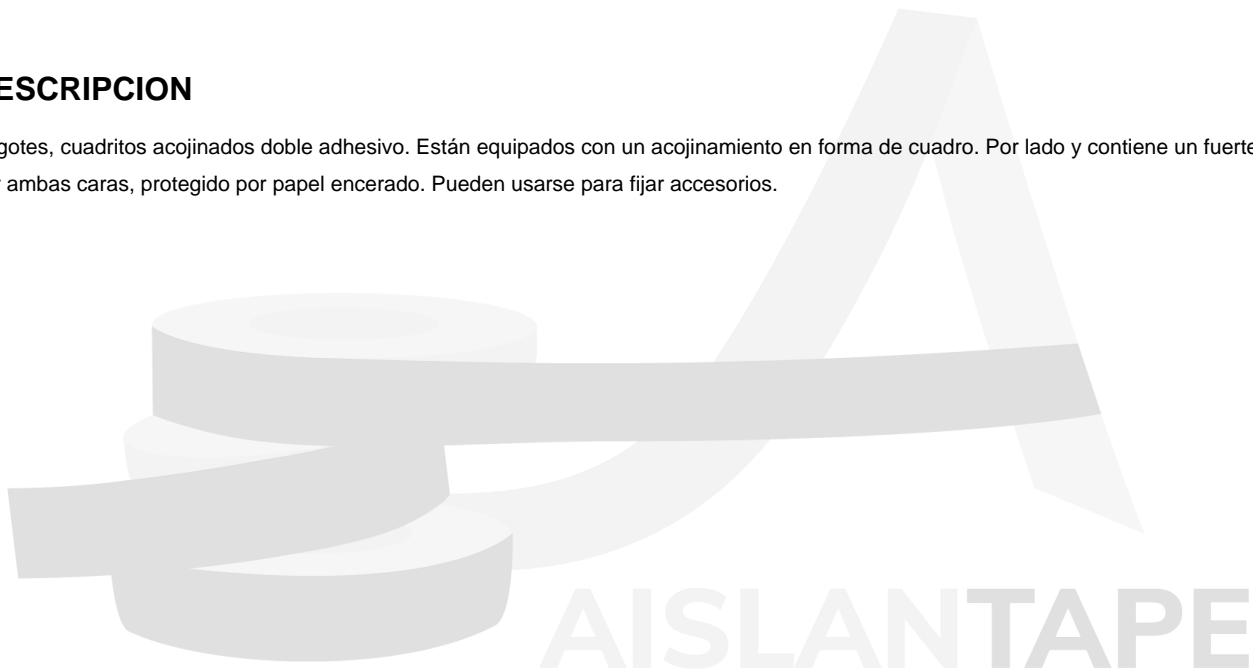 ESCRIPCION
gotes, cuadritos acojinados doble adhesivo. Están equipados con un acojinamiento en forma de cuadro. Por lado y contiene un fuerte
ambas caras, protegido por papel encerado. Pueden usarse para fijar accesorios.
AISLANTAPE